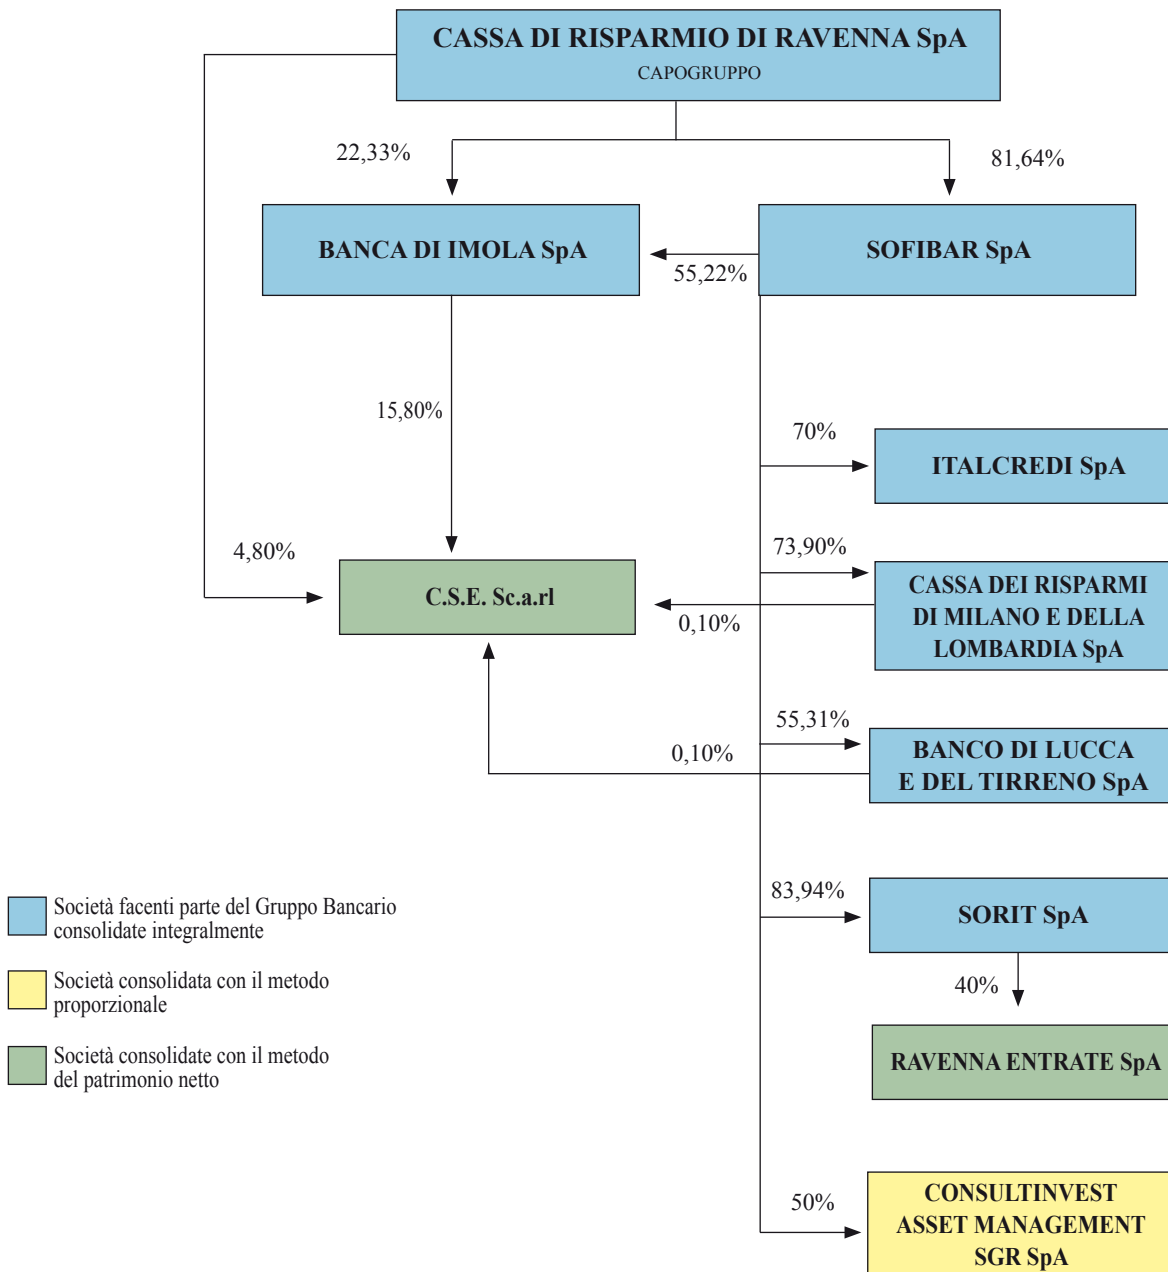 CASSA DI RISPARMIO DI RAVENNA SpA
CAPOGRUPPO
22,33%
81,64%
BANCA DI IMOLA SpA
SOFIBAR SpA
55,22%
15,80%
70%
ITALCREDI SpA
4,80%
73,90%
C.S.E. Sc.a.rl
CASSA DEI RISPARMI
DI MILANO E DELLA
LOMBARDIA SpA
0,10%
55,31%
0,10%
BANCO DI LUCCA
E DEL TIRRENO SpA
83,94%
SORIT SpA
Società facenti parte del Gruppo Bancario
consolidate integralmente
40%
Società consolidata con il metodo
proporzionale
RAVENNA ENTRATE SpA
Società consolidate con il metodo
del patrimonio netto
50%
CONSULTINVEST
ASSET MANAGEMENT
SGR SpA